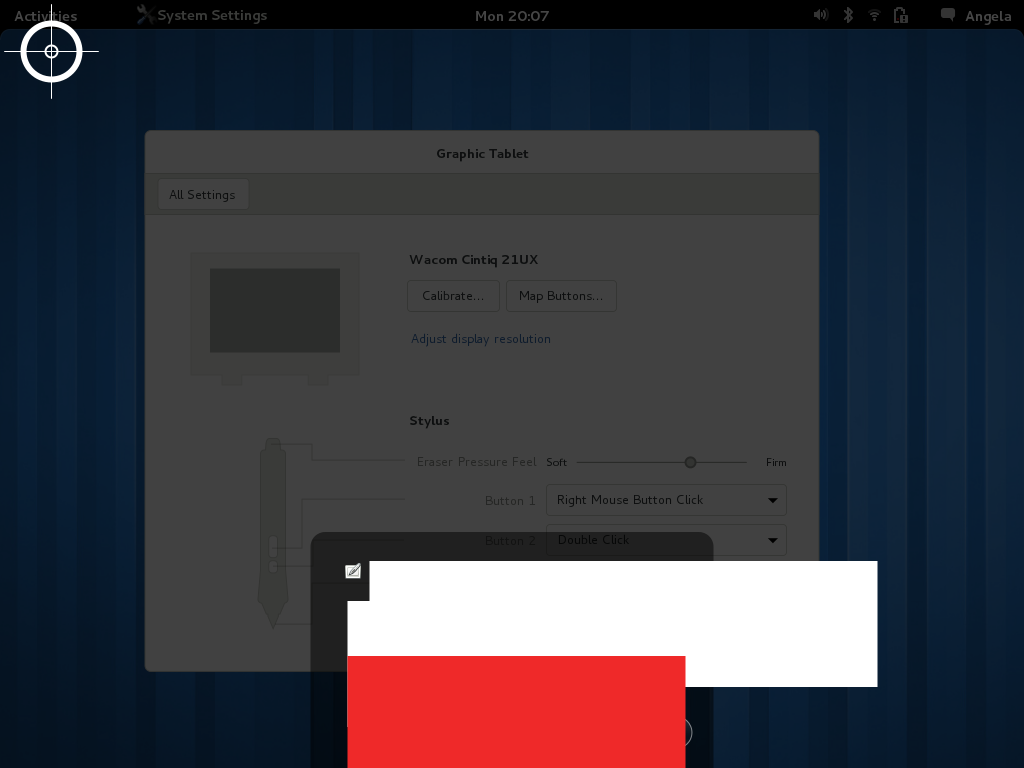 Activities System Settings Mon 20:07 Angela
Graphic Tablet
All Settings
Wacom Cintiq 21UX
Calibrate... Map Buttons...
Adjust display resolution
Stylus
Eraser Pressure Feel Soft Firm
Button 1 Right Mouse Button Click
Button 2 Double Click